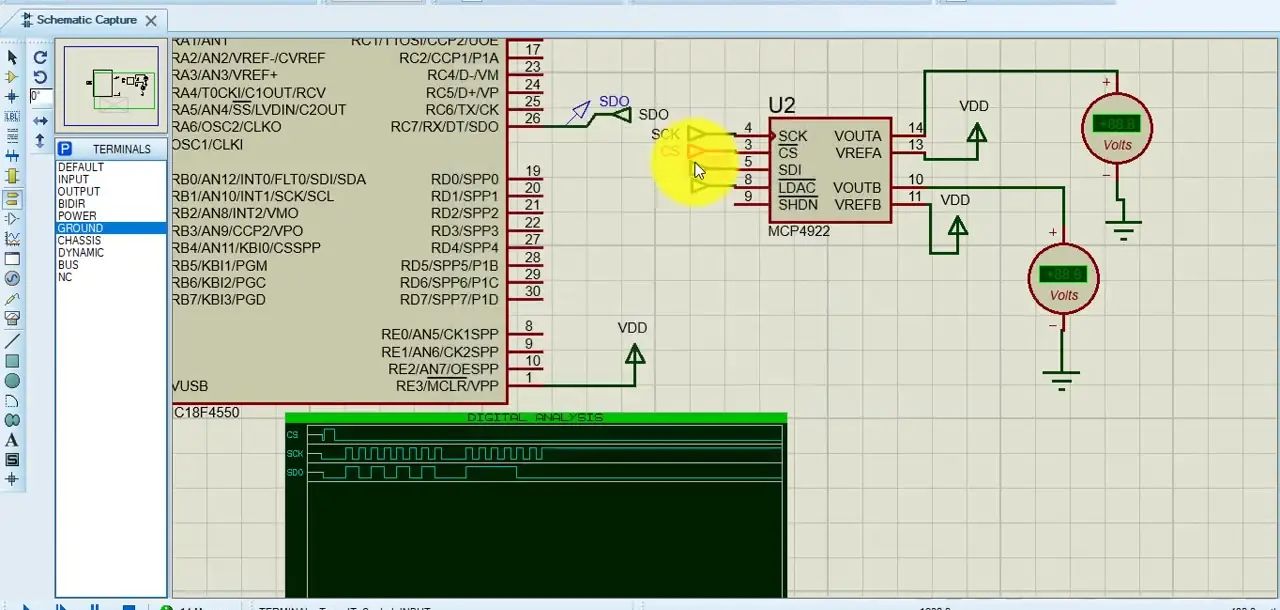 Schematic Capture
0°
P TERMINALS
DEFAULT
INPUT
OUTPUT
BIDIR
POWER
GROUND
CHASSIS
DYNAMIC
BUS
NC
LBL
A
S
RA2/AN2/VREF-/CVREF
RA3/AN3/VREF+
RA4/T0CKI/C1OUT/RCV
RA5/AN4/SS/LVDIN/C2OUT
RA6/OSC2/CLKO
OSC1/CLKI
RB0/AN12/INT0/FLT0/SDI/SDA
RB1/AN10/INT1/SCK/SCL
RB2/AN8/INT2/VMO
RB3/AN9/CCP2/VPO
RB4/AN11/KBI0/CSSPP
RB5/KBI1/PGM
RB6/KBI2/PGC
RB7/KBI3/PGD
VUSB
C18F4550
17
RC2/CCP1/P1A
23
RC4/D-/VM
24
RC5/D+/VP
25
RC6/TX/CK
26
RC7/RX/DT/SDO
19
RD0/SPP0
20
RD1/SPP1
21
RD2/SPP2
22
RD3/SPP3
27
RD4/SPP4
28
RD5/SPP5/P1B
29
RD6/SPP6/P1C
30
RD7/SPP7/P1D
8
RE0/AN5/CK1SPP
9
RE1/AN6/CK2SPP
10
RE2/AN7/OESPP
1
RE3/MCLR/VPP
SDO
SDO
VDD
SCK
CS
U2
4 SCK VOUTA 14
3 CS VREFA 13
5 SDI
8 LDAC VOUTB 10
9 SHDN VREFB 11
MCP4922
VDD
VDD
+
+88.8
Volts
−
+
+88.8
Volts
−
DIGITAL ANALYSIS
CS
SCK
SDO